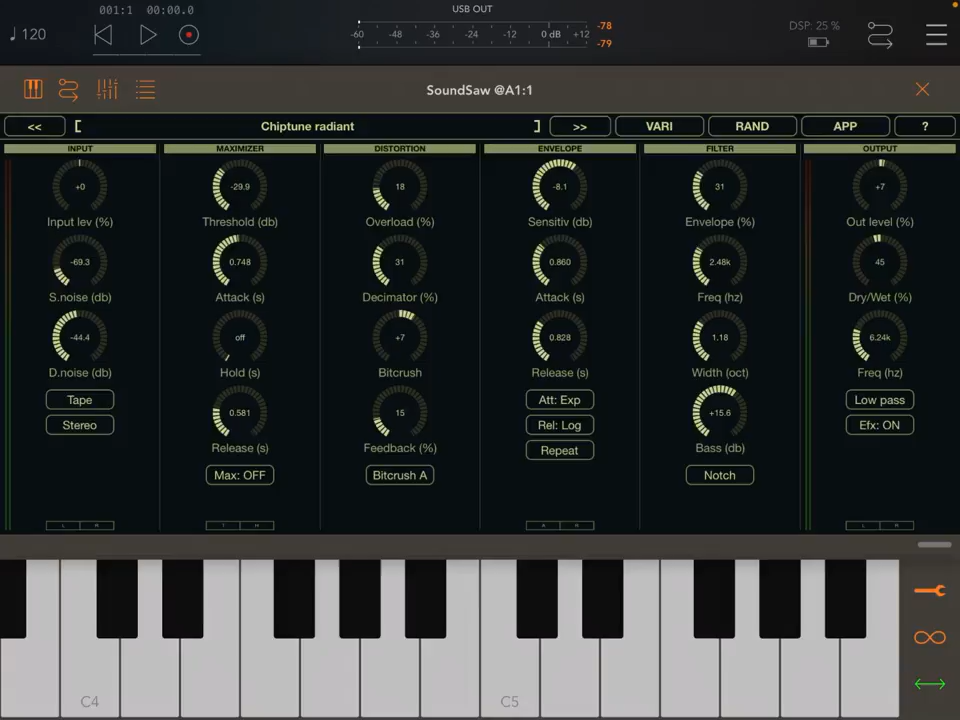 001:1 00:00.0
USB OUT
♩120
-60 -48 -36 -24 -12 0 dB +12
-78
-79
DSP: 25 %
SoundSaw @A1:1
<< [ Chiptune radiant ] >> VARI RAND APP ?
INPUT MAXIMIZER DISTORTION ENVELOPE FILTER OUTPUT
+0 -29.9 18 -8.1 31 +7
Input lev (%) Threshold (db) Overload (%) Sensitiv (db) Envelope (%) Out level (%)
-69.3 0.748 31 0.860 2.48k 45
S.noise (db) Attack (s) Decimator (%) Attack (s) Freq (hz) Dry/Wet (%)
-44.4 off +7 0.828 1.18 6.24k
D.noise (db) Hold (s) Bitcrush Release (s) Width (oct) Freq (hz)
Tape Att: Exp Low pass
0.581 15 +15.6
Stereo Rel: Log Efx: ON
Release (s) Feedback (%) Repeat Bass (db)
Max: OFF Bitcrush A Notch
L R T H A R L R
C4 C5